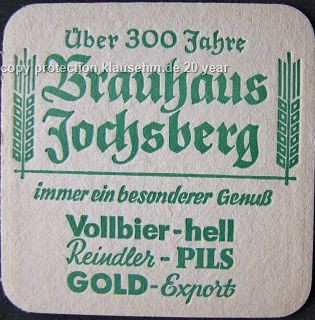 Über 300 Jahre
copy protection klausehm.de 20 year
Brauhaus
Jochsberg
immer ein besonderer Genuß
Vollbier-hell
Reindler-PILS
GOLD-Export